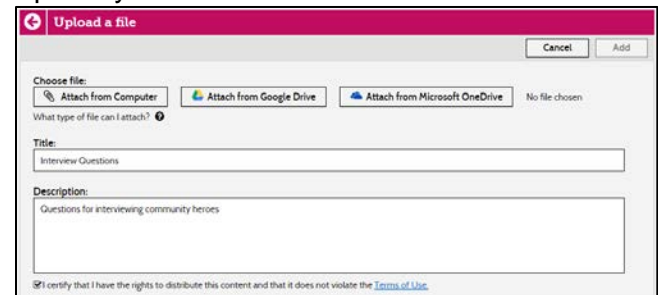 Upload a file
Cancel Add
Choose file:
Attach from Computer Attach from Google Drive Attach from Microsoft OneDrive No file chosen
What type of file can I attach? ?
Title:
Interview Questions
Description:
Questions for interviewing community heroes
I certify that I have the rights to distribute this content and that it does not violate the Terms of Use.